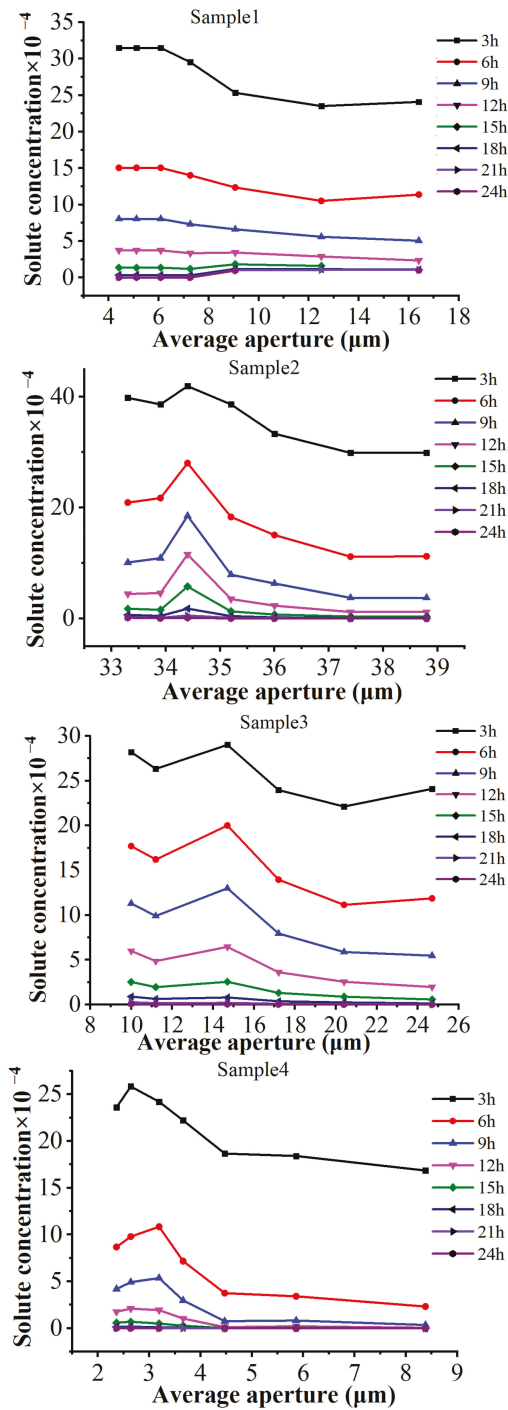 Sample1
Solute concentration×10 −4
35
30
25
20
15
10
5
0
4 6 8 10 12 14 16 18
Average aperture (μm)
3h
6h
9h
12h
15h
18h
21h
24h
Sample2
Solute concentration×10 −4
40
20
0
33 34 35 36 37 38 39
Average aperture (μm)
3h
6h
9h
12h
15h
18h
21h
24h
Sample3
Solute concentration×10 −4
30
25
20
15
10
5
0
8 10 12 14 16 18 20 22 24 26
Average aperture (μm)
3h
6h
9h
12h
15h
18h
21h
24h
Sample4
Solute concentration×10 −4
25
20
15
10
5
0
2 3 4 5 6 7 8 9
Average aperture (μm)
3h
6h
9h
12h
15h
18h
21h
24h